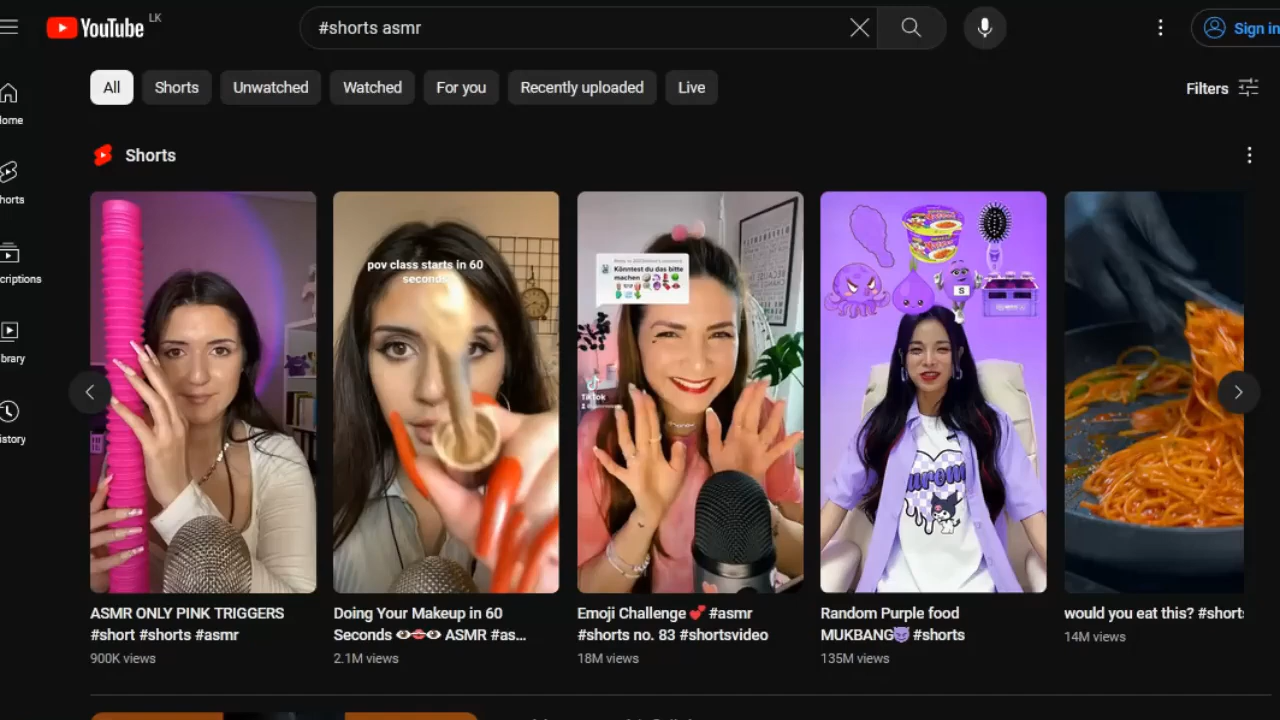 YouTube LK
#shorts asmr
Sign in
All
Shorts
Unwatched
Watched
For you
Recently uploaded
Live
Filters
ome
horts
criptions
brary
istory
Shorts
pov class starts in 60
seconds
Könntest du das bitte
machen
TikTok
S
ASMR ONLY PINK TRIGGERS
#short #shorts #asmr
900K views
Doing Your Makeup in 60
Seconds 👁️👄👁️ ASMR #as...
2.1M views
Emoji Challenge 💕 #asmr
#shorts no. 83 #shortsvideo
18M views
Random Purple food
MUKBANG😈 #shorts
135M views
would you eat this? #short
14M views